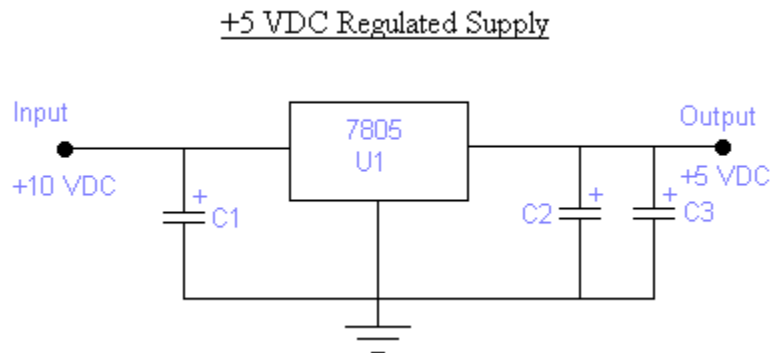 +5 VDC Regulated Supply
Input
+10 VDC
+
C1
7805
U1
C2
+
+
C3
Output
+5 VDC